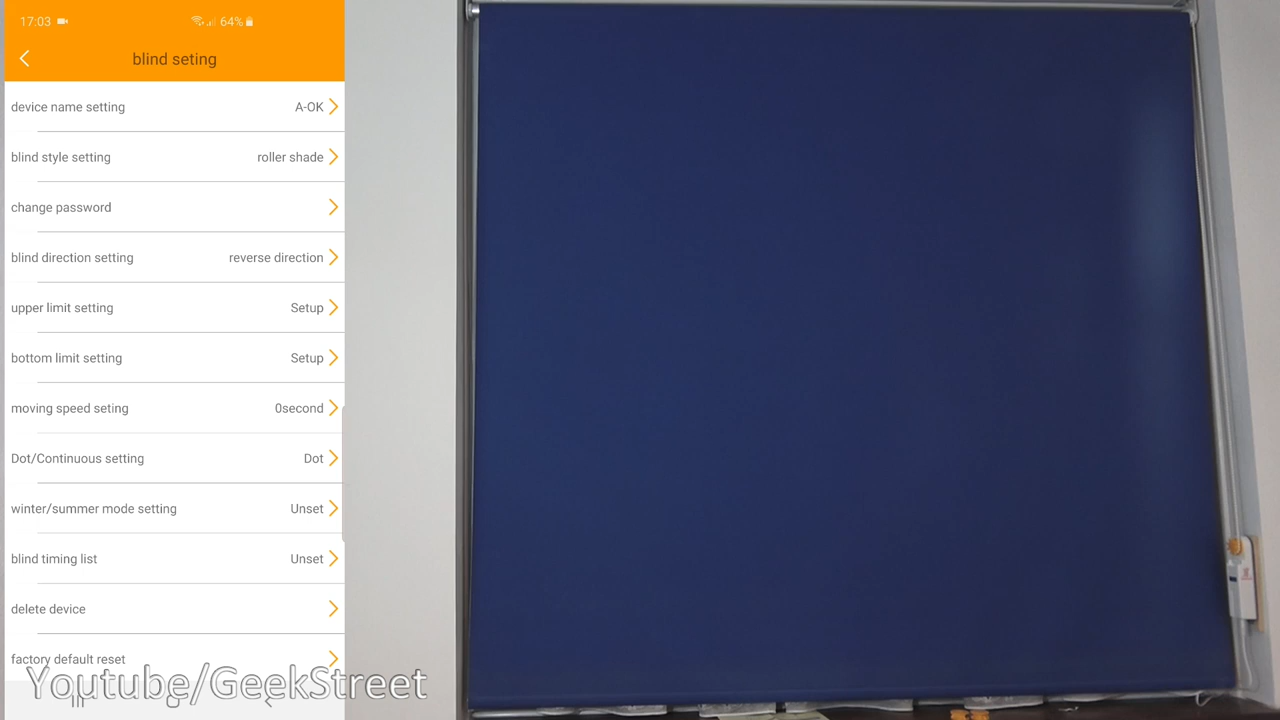 17:03 64%
blind seting
device name setting A-OK
blind style setting roller shade
change password
blind direction setting reverse direction
upper limit setting Setup
bottom limit setting Setup
moving speed seting 0second
Dot/Continuous setting Dot
winter/summer mode setting Unset
blind timing list Unset
delete device
factory default reset
Youtube/GeekStreet